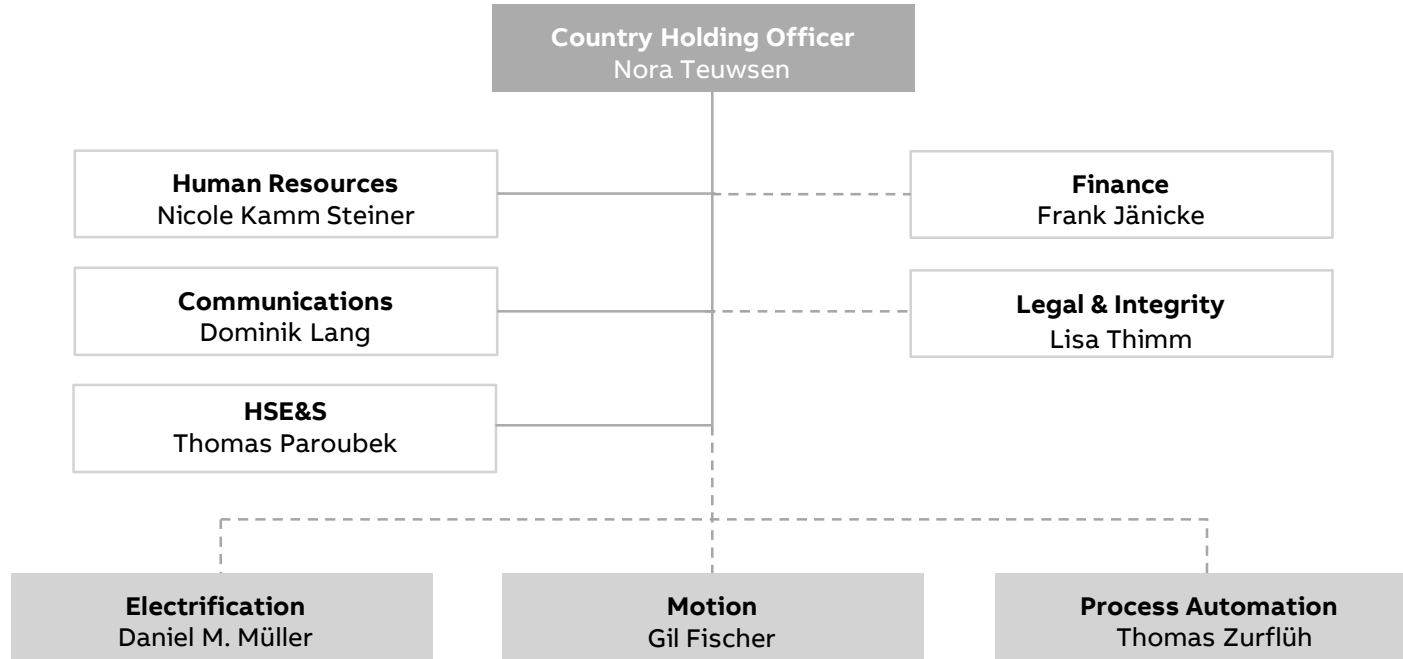 Country Holding Officer
Nora Teuwsen
Human Resources
Nicole Kamm Steiner
Finance
Frank Jänicke
Communications
Dominik Lang
Legal & Integrity
Lisa Thimm
HSE&S
Thomas Paroubek
Electrification
Daniel M. Müller
Motion
Gil Fischer
Process Automation
Thomas Zurflüh